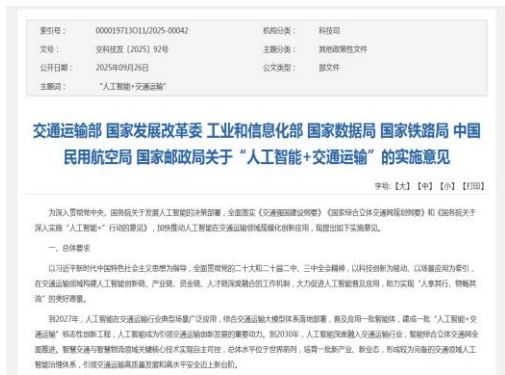 索引号： 000019713O11/2025-00042 机构分类： 科技司
文号： 交科技发〔2025〕92号 主题分类： 其他政策性文件
公开日期： 2025年09月26日 公文类型： 部文件
主题词： “人工智能+交通运输”
交通运输部 国家发展改革委 工业和信息化部 国家数据局 国家铁路局 中国
民用航空局 国家邮政局关于“人工智能+交通运输”的实施意见
字号:【大】【中】【小】【打印】
为深入贯彻党中央、国务院关于发展人工智能的决策部署，全面落实《交通强国建设纲要》《国家综合立体交通网规划纲要》和《国务院关于
深入实施“人工智能+”行动的意见》，加快推动人工智能在交通运输领域规模化创新应用，现提出如下实施意见。
一、总体要求
以习近平新时代中国特色社会主义思想为指导，全面贯彻党的二十大和二十届二中、三中全会精神，以科技创新为驱动、以场景应用为牵引，
在交通运输领域构建人工智能创新链、产业链、资金链、人才链深度融合的工作机制，大力促进人工智能普及应用，助力实现“人享其行、物畅其
流”的美好愿景。
到2027年，人工智能在交通运输行业典型场景广泛应用，综合交通运输大模型体系落地部署，普及应用一批智能体，建成一批“人工智能+交
通运输”标志性创新工程，人工智能成为引领交通运输创新发展的重要动力。到2030年，人工智能深度融入交通运输行业，智能综合立体交通网全
面推进。智慧交通与智慧物流领域关键核心技术实现自主可控，总体水平位于世界前列，培育一批新产业、新业态，形成较为完备的交通领域人工
智能治理体系，引领交通运输高质量发展和高水平安全迈上新台阶。